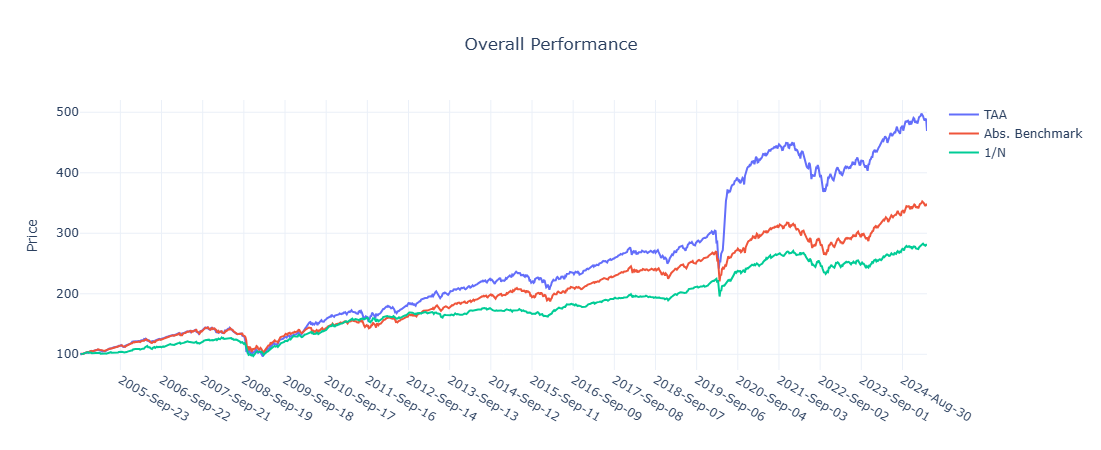 Overall Performance
TAA
Abs. Benchmark
1/N
Price
500
400
300
200
100
2005-Sep-23
2006-Sep-22
2007-Sep-21
2008-Sep-19
2009-Sep-18
2010-Sep-17
2011-Sep-16
2012-Sep-14
2013-Sep-13
2014-Sep-12
2015-Sep-11
2016-Sep-09
2017-Sep-08
2018-Sep-07
2019-Sep-06
2020-Sep-04
2021-Sep-03
2022-Sep-02
2023-Sep-01
2024-Aug-30